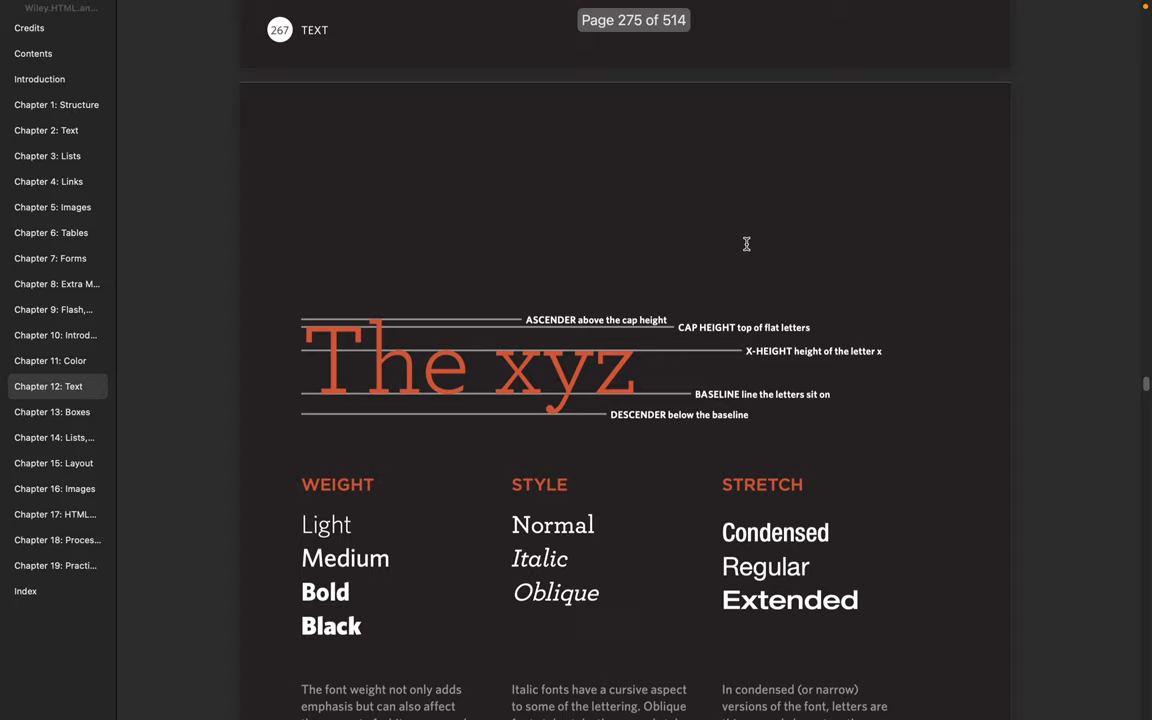 Wiley.HTML.an...
Credits
Contents
Introduction
Chapter 1: Structure
Chapter 2: Text
Chapter 3: Lists
Chapter 4: Links
Chapter 5: Images
Chapter 6: Tables
Chapter 7: Forms
Chapter 8: Extra M...
Chapter 9: Flash,...
Chapter 10: Introd...
Chapter 11: Color
Chapter 12: Text
Chapter 13: Boxes
Chapter 14: Lists,...
Chapter 15: Layout
Chapter 16: Images
Chapter 17: HTML...
Chapter 18: Proces...
Chapter 19: Practi...
Index
Page 275 of 514
267 TEXT
The xyz
ASCENDER above the cap height
CAP HEIGHT top of flat letters
X-HEIGHT height of the letter x
BASELINE line the letters sit on
DESCENDER below the baseline
WEIGHT
Light
Medium
Bold
Black
The font weight not only adds
emphasis but can also affect
STYLE
Normal
Italic
Oblique
Italic fonts have a cursive aspect
to some of the lettering. Oblique
STRETCH
Condensed
Regular
Extended
In condensed (or narrow)
versions of the font, letters are